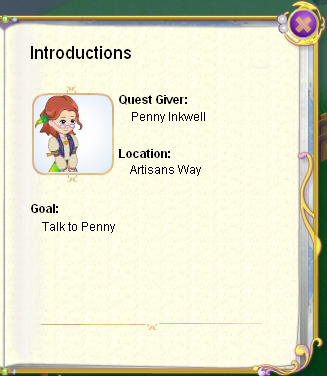 Introductions
Quest Giver:
Penny Inkwell
Location:
Artisans Way
Goal:
Talk to Penny